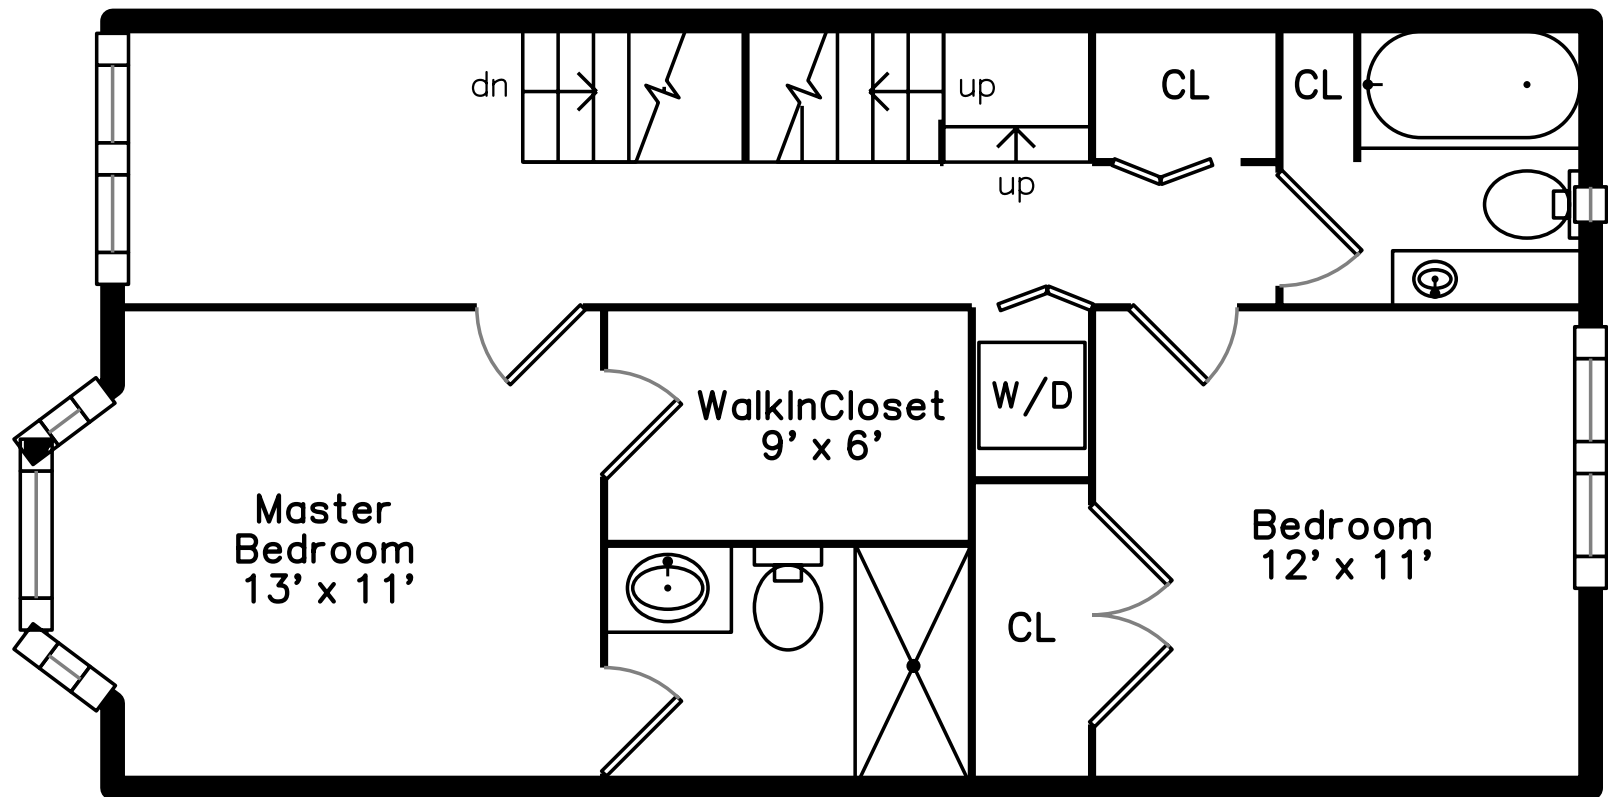 dn
up
CL
CL
up
W/D
WalkInCloset
9' x 6'
Master
Bedroom
13' x 11'
Bedroom
12' x 11'
CL